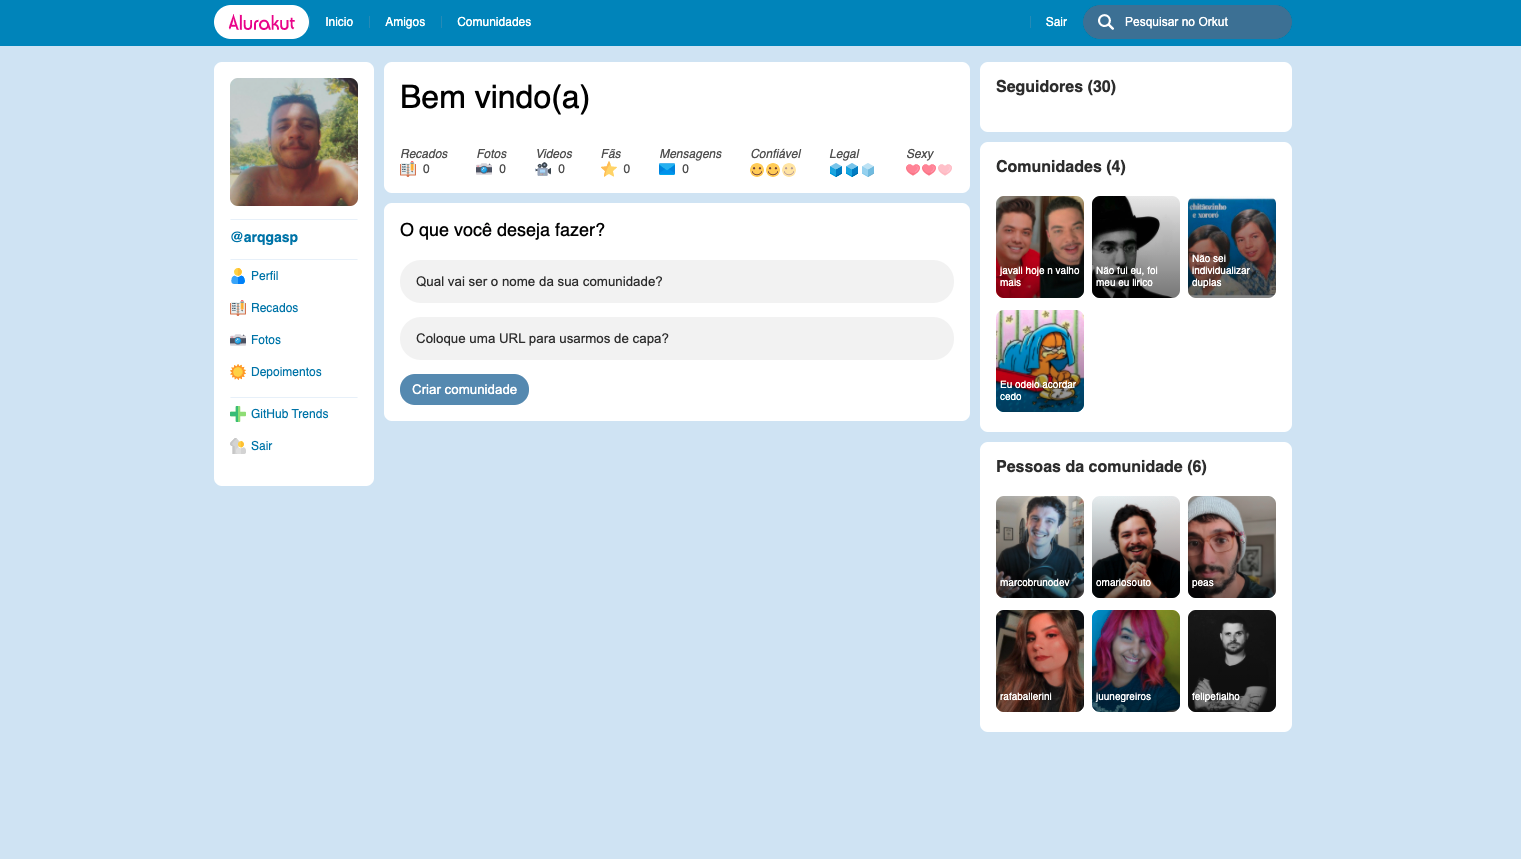 Alurakut
Inicio
Amigos
Comunidades
Sair
Pesquisar no Orkut
@arqgasp
Perfil
Recados
Fotos
Depoimentos
GitHub Trends
Sair
Bem vindo(a)
Recados
0
Fotos
0
Videos
0
Fãs
0
Mensagens
0
Confiável
Legal
Sexy
O que você deseja fazer?
Qual vai ser o nome da sua comunidade?
Coloque uma URL para usarmos de capa?
Criar comunidade
Seguidores (30)
Comunidades (4)
javali hoje n valho
mais
Não fui eu, foi
meu eu lírico
chitãozinho
e xororó
Não sei
individualizar
duplas
Eu odeio acordar
cedo
Pessoas da comunidade (6)
marcobrunodev
omariosouto
peas
rafaballerini
juunegreiros
felipefialho